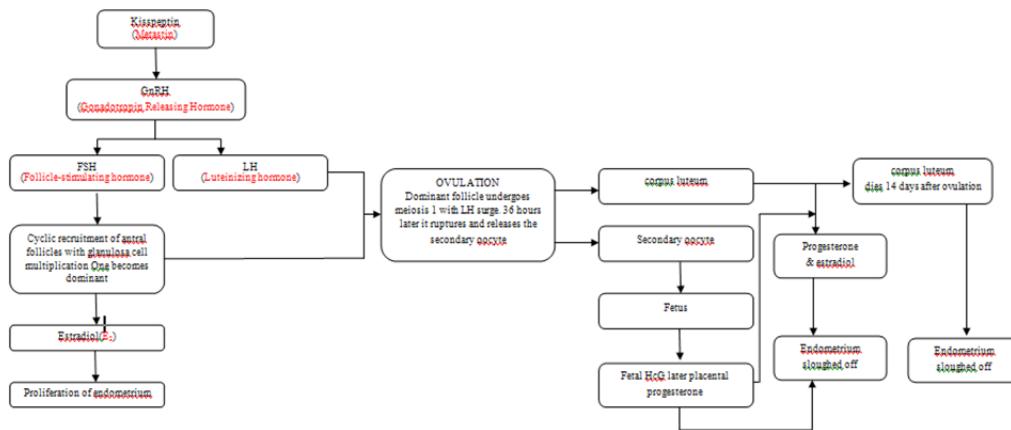 Kisspeptin
(Metastin)
GnRH
(Gonadotropin Releasing Hormone)
FSH
(Follicle-stimulating hormone)
LH
(Luteinizing hormone)
Cyclic recruitment of antral
follicles with glanulosa cell
multiplication One becomes
dominant
Estradiol(E2)
Proliferation of endometrium
OVULATION
Dominant follicle undergoes
meiosis 1 with LH surge. 36 hours
later it ruptures and releases the
secondary oocyte
corpus luteum
Secondary oocyte
Fetus
Fetal HcG later placental
progesterone
corpus luteum
dies 14 days after ovulation
Progesterone
& estradiol
Endometrium
sloughed off
Endometrium
sloughed off